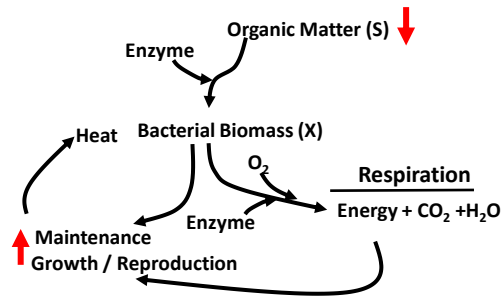 Organic Matter (S)
Enzyme
Heat
Bacterial Biomass (X)
O₂
Respiration
Enzyme
Energy + CO₂ +H₂O
Maintenance
Growth / Reproduction